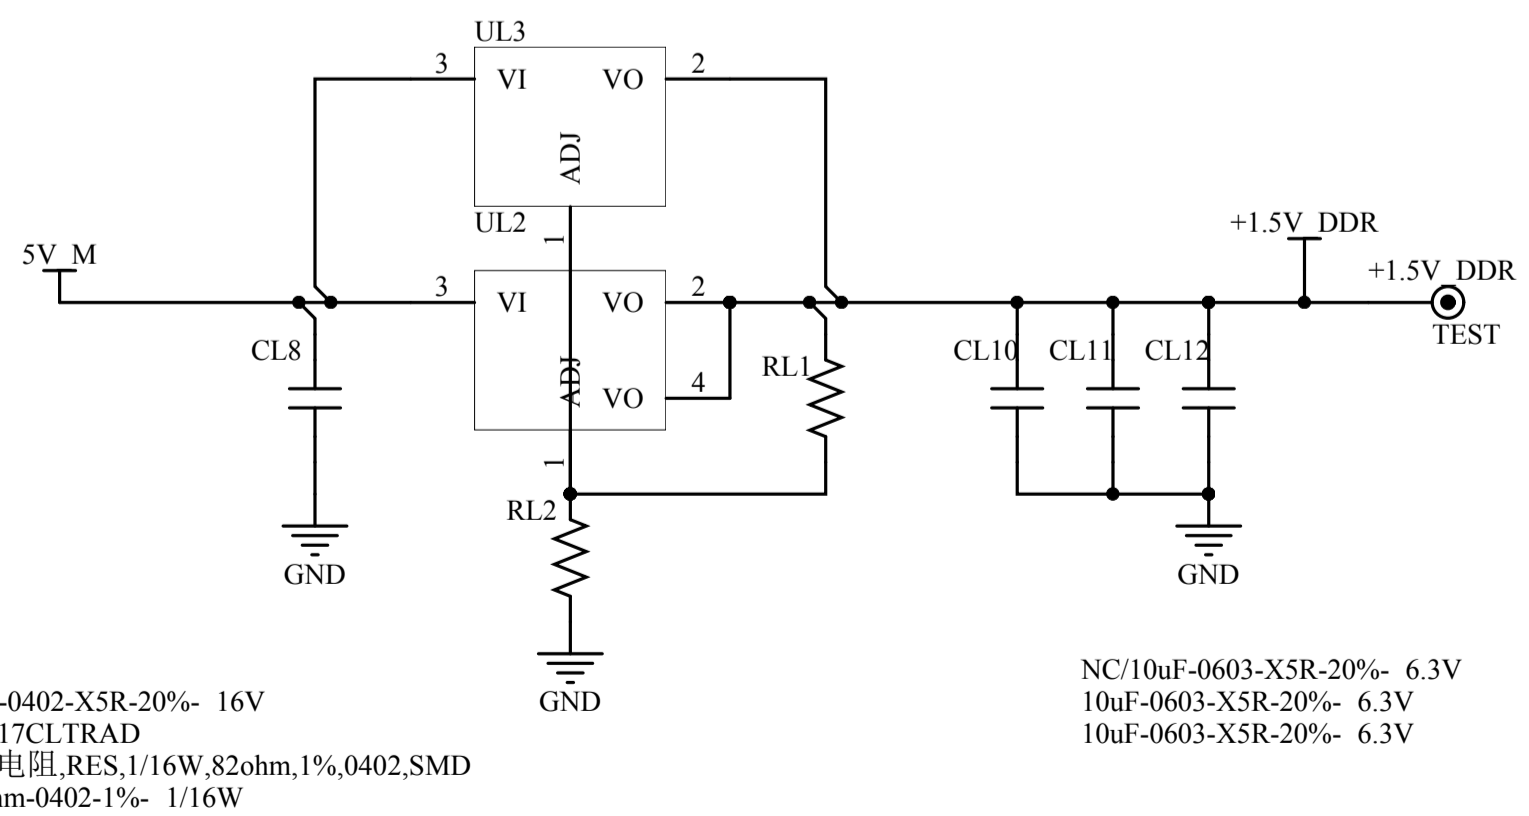 UL3
3
VI
VO
2
ADJ
1
UL2
5V_M
3
VI
VO
2
ADJ
VO
4
1
+1.5V_DDR
+1.5V_DDR
TEST
CL8
RL1
CL10
CL11
CL12
RL2
GND
GND
GND
NC/10uF-0603-X5R-20%- 6.3V
10uF-0603-X5R-20%- 6.3V
10uF-0603-X5R-20%- 6.3V
-0402-X5R-20%- 16V
17CLTRAD
电阻,RES,1/16W,82ohm,1%,0402,SMD
m-0402-1%- 1/16W